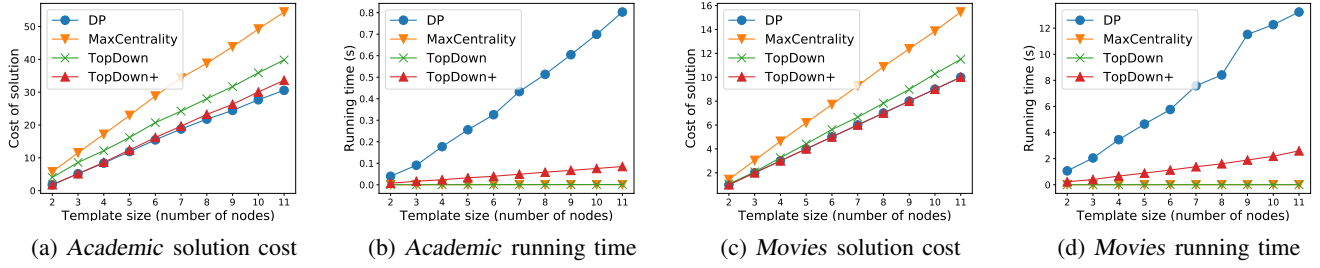 Cost of solution
50
40
30
20
10
0
DP
MaxCentrality
TopDown
TopDown+
2 3 4 5 6 7 8 9 10 11
Template size (number of nodes)
(a) Academic solution cost
Running time (s)
0.8
0.7
0.6
0.5
0.4
0.3
0.2
0.1
0.0
DP
MaxCentrality
TopDown
TopDown+
2 3 4 5 6 7 8 9 10 11
Template size (number of nodes)
(b) Academic running time
Cost of solution
16
14
12
10
8
6
4
2
DP
MaxCentrality
TopDown
TopDown+
2 3 4 5 6 7 8 9 10 11
Template size (number of nodes)
(c) Movies solution cost
Running time (s)
12
10
8
6
4
2
0
DP
MaxCentrality
TopDown
TopDown+
2 3 4 5 6 7 8 9 10 11
Template size (number of nodes)
(d) Movies running time